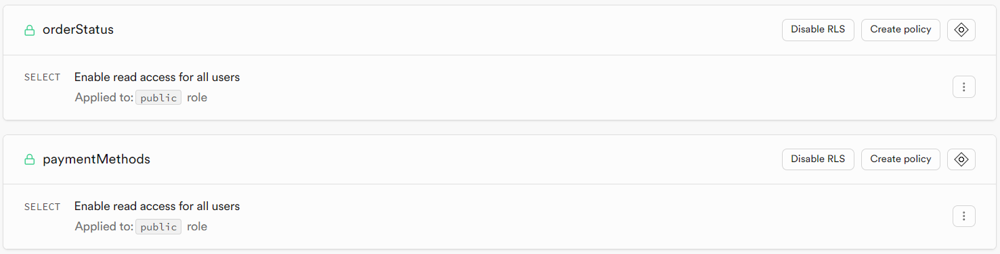 orderStatus Disable RLS Create policy
SELECT Enable read access for all users
Applied to: public role
paymentMethods Disable RLS Create policy
SELECT Enable read access for all users
Applied to: public role